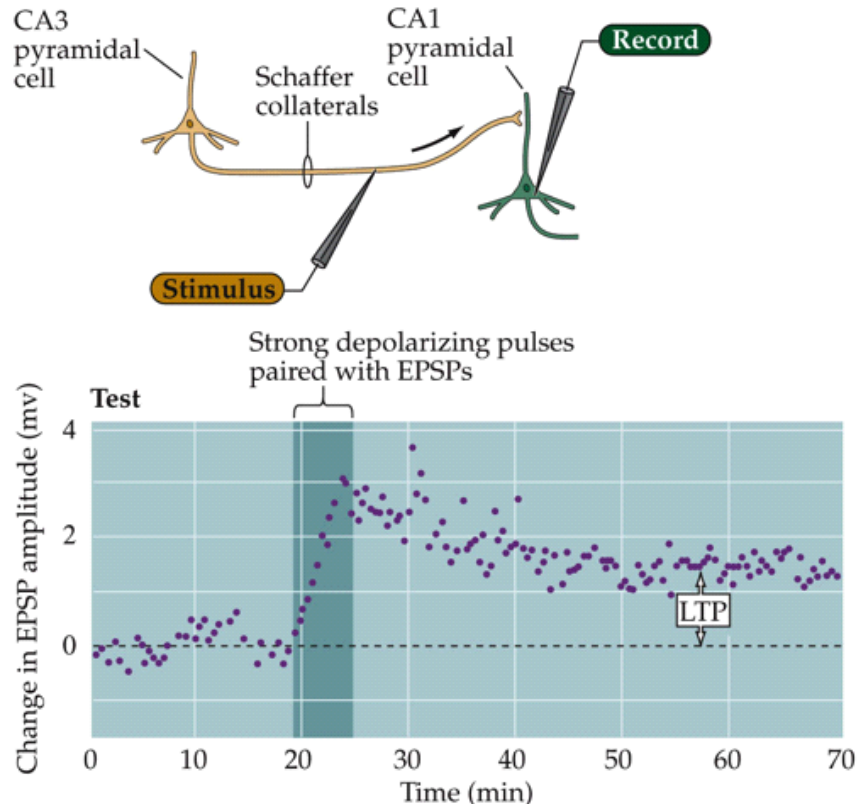 CA3
pyramidal
cell
Schaffer
collaterals
CA1
pyramidal
cell
Record
Stimulus
Strong depolarizing pulses
paired with EPSPs
Test
Change in EPSP amplitude (mv)
4
2
0
LTP
0 10 20 30 40 50 60 70
Time (min)